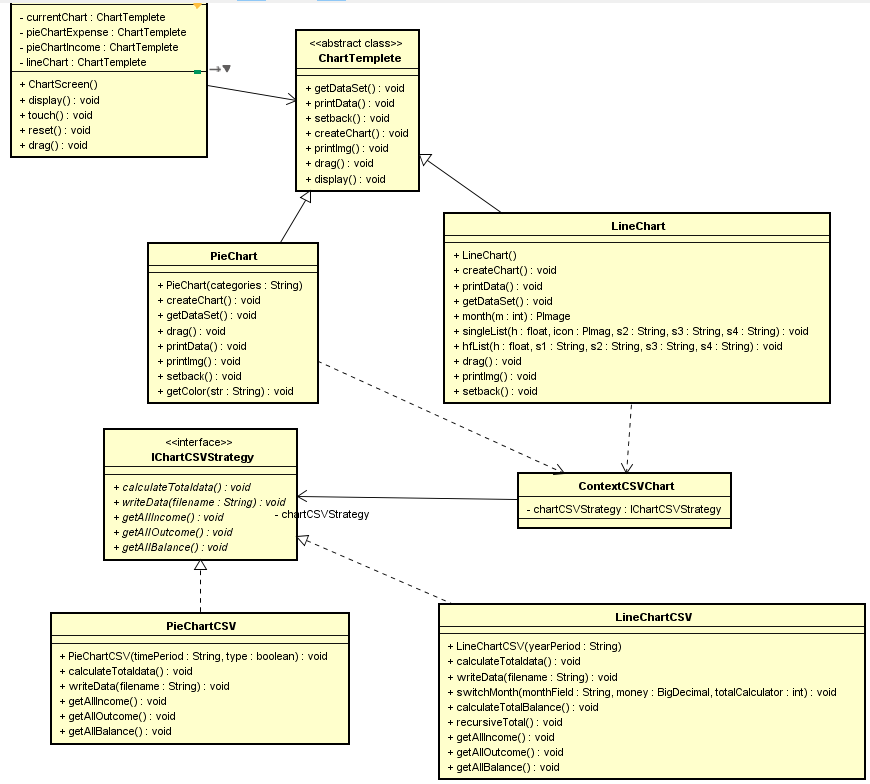 - currentChart : ChartTemplete
- pieChartExpense : ChartTemplete
- pieChartIncome : ChartTemplete
- lineChart : ChartTemplete
+ ChartScreen()
+ display() : void
+ touch() : void
+ reset() : void
+ drag() : void
<<abstract class>>
ChartTemplete
+ getDataSet() : void
+ printData() : void
+ setback() : void
+ createChart() : void
+ printImg() : void
+ drag() : void
+ display() : void
PieChart
+ PieChart(categories : String)
+ createChart() : void
+ getDataSet() : void
+ drag() : void
+ printData() : void
+ printImg() : void
+ setback() : void
+ getColor(str : String) : void
LineChart
+ LineChart()
+ createChart() : void
+ printData() : void
+ getDataSet() : void
+ month(m : int) : PImage
+ singleList(h : float, icon : PImag, s2 : String, s3 : String, s4 : String) : void
+ hfList(h : float, s1 : String, s2 : String, s3 : String, s4 : String) : void
+ drag() : void
+ printImg() : void
+ setback() : void
<<interface>>
IChartCSVStrategy
+ calculateTotaldata() : void
+ writeData(filename : String) : void
+ getAllIncome() : void
+ getAllOutcome() : void
+ getAllBalance() : void
- chartCSVStrategy
ContextCSVChart
- chartCSVStrategy : IChartCSVStrategy
PieChartCSV
+ PieChartCSV(timePeriod : String, type : boolean) : void
+ calculateTotaldata() : void
+ writeData(filename : String) : void
+ getAllIncome() : void
+ getAllOutcome() : void
+ getAllBalance() : void
LineChartCSV
+ LineChartCSV(yearPeriod : String)
+ calculateTotaldata() : void
+ writeData(filename : String) : void
+ switchMonth(monthField : String, money : BigDecimal, totalCalculator : int) : void
+ calculateTotalBalance() : void
+ recursiveTotal() : void
+ getAllIncome() : void
+ getAllOutcome() : void
+ getAllBalance() : void